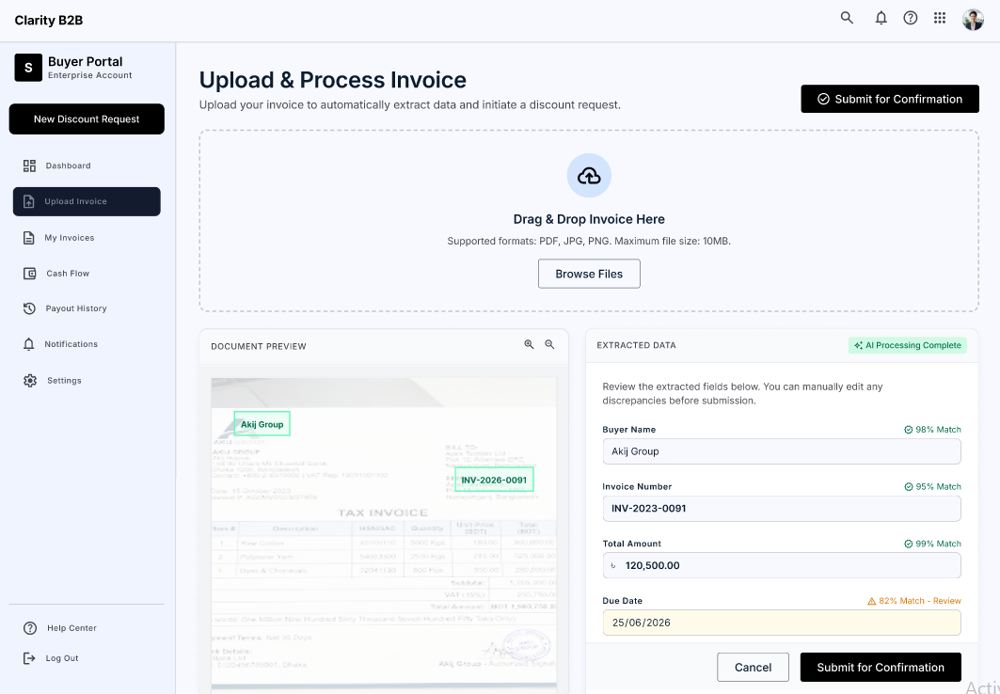 Clarity B2B
S
Buyer Portal
Enterprise Account
New Discount Request
Dashboard
Upload Invoice
My Invoices
Cash Flow
Payout History
Notifications
Settings
Help Center
Log Out
Upload & Process Invoice
Upload your invoice to automatically extract data and initiate a discount request.
Submit for Confirmation
Drag & Drop Invoice Here
Supported formats: PDF, JPG, PNG. Maximum file size: 10MB.
Browse Files
DOCUMENT PREVIEW
Akij Group
INV-2026-0091
TAX INVOICE
Description
Quantity
Unit Price
Total
(BDT)
(BDT)
Subtotal:
Total Amount:
Akij Group -
EXTRACTED DATA
AI Processing Complete
Review the extracted fields below. You can manually edit any
discrepancies before submission.
Buyer Name
98% Match
Akij Group
Invoice Number
95% Match
INV-2023-0091
Total Amount
99% Match
৳ 120,500.00
Due Date
82% Match - Review
25/06/2026
Cancel
Submit for Confirmation